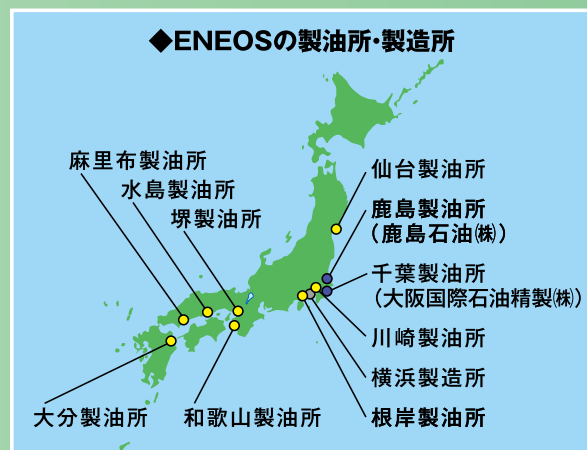 ◆ENEOSの製油所・製造所
麻里布製油所
水島製油所
堺製油所
仙台製油所
鹿島製油所
（鹿島石油㈱）
千葉製油所
（大阪国際石油精製㈱）
川崎製油所
横浜製造所
根岸製油所
大分製油所
和歌山製油所